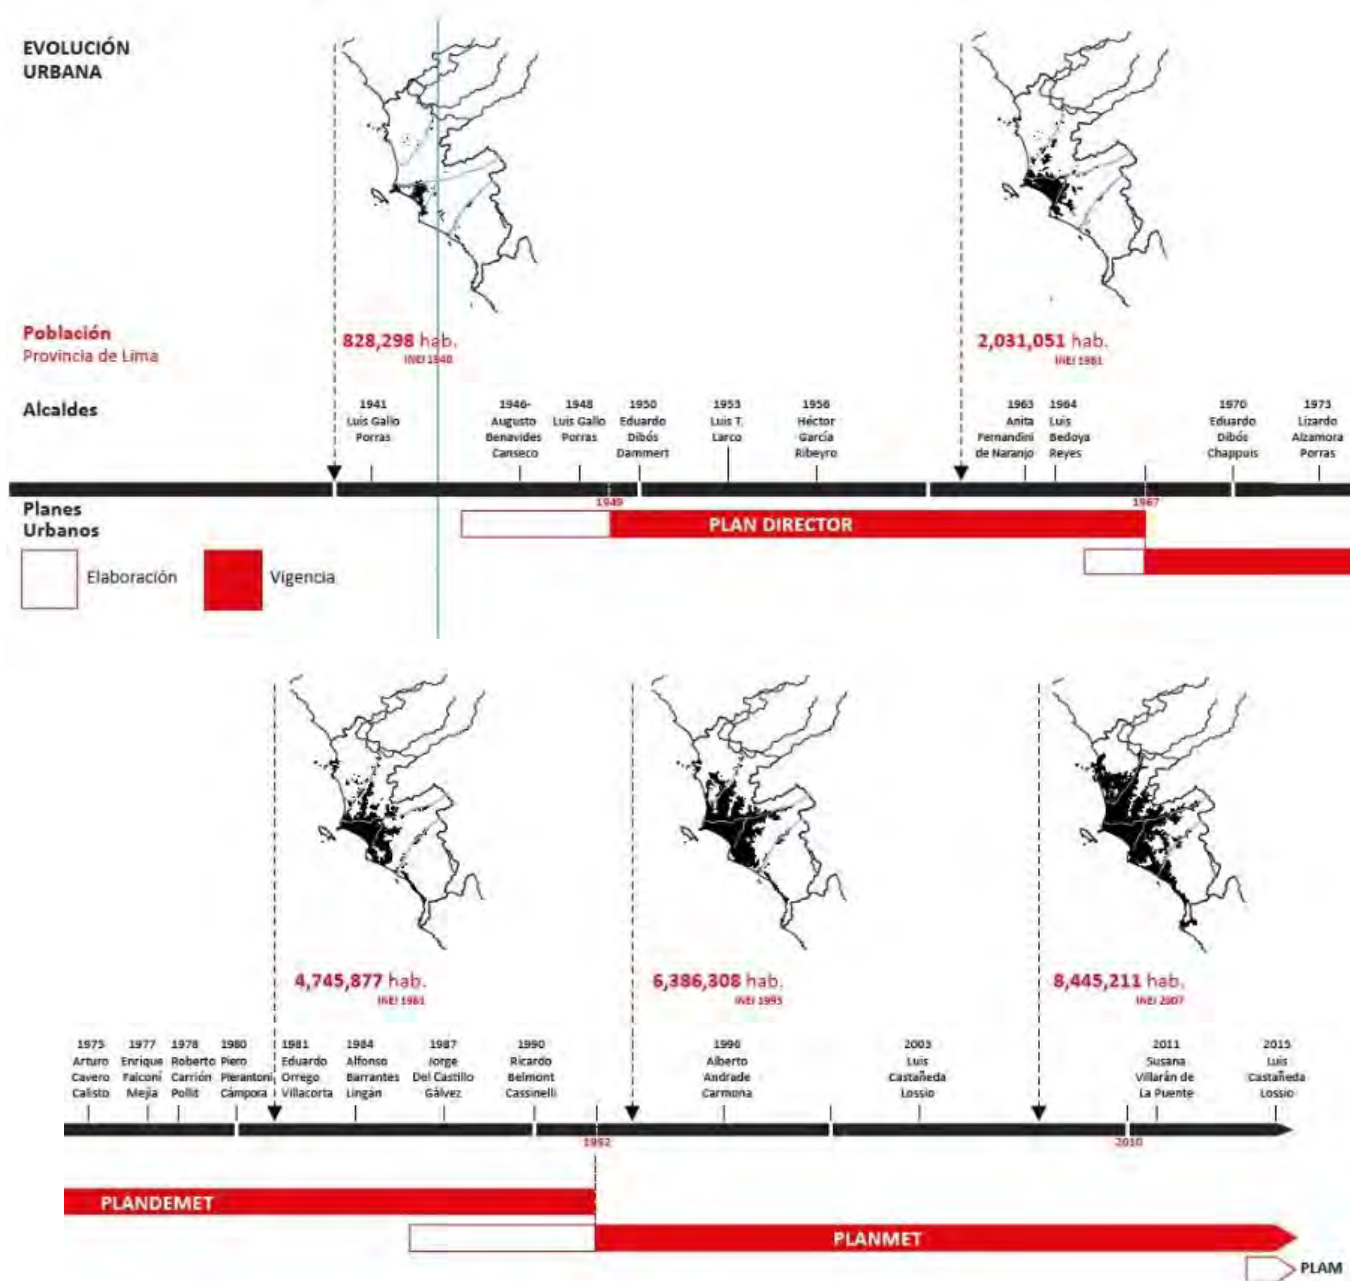 EVOLUCIÓN
URBANA
Población
Provincia de Lima
828,298 hab.
INEI 1940
2,031,051 hab.
INEI 1961
Alcaldes
1941
Luis Gallo
Porras
1946-
Augusto
Benavides
Canseco
1948
Luis Gallo
Porras
1950
Eduardo
Dibós
Dammert
1953
Luis T.
Larco
1956
Héctor
García
Ribeyro
1963
Anita
Fernandini
de Naranjo
1964
Luis
Bedoya
Reyes
1970
Eduardo
Dibós
Chappuis
1973
Lizardo
Alzamora
Porras
Planes
Urbanos
1949
1967
PLAN DIRECTOR
Elaboración
Vigencia
4,745,877 hab.
INEI 1981
6,386,308 hab.
INEI 1993
8,445,211 hab.
INEI 2007
1975
Arturo
Cavero
Calisto
1977
Enrique
Falconí
Mejía
1978
Roberto
Carrión
Pollit
1980
Piero
Pierantoni
Cámpora
1981
Eduardo
Orrego
Villacorta
1984
Alfonso
Barrantes
Lingán
1987
Jorge
Del Castillo
Gálvez
1990
Ricardo
Belmont
Cassinelli
1996
Alberto
Andrade
Carmona
2003
Luis
Castañeda
Lossio
2011
Susana
Villarán de
La Puente
2015
Luis
Castañeda
Lossio
1992
2010
PLANDEMET
PLANMET
PLAM